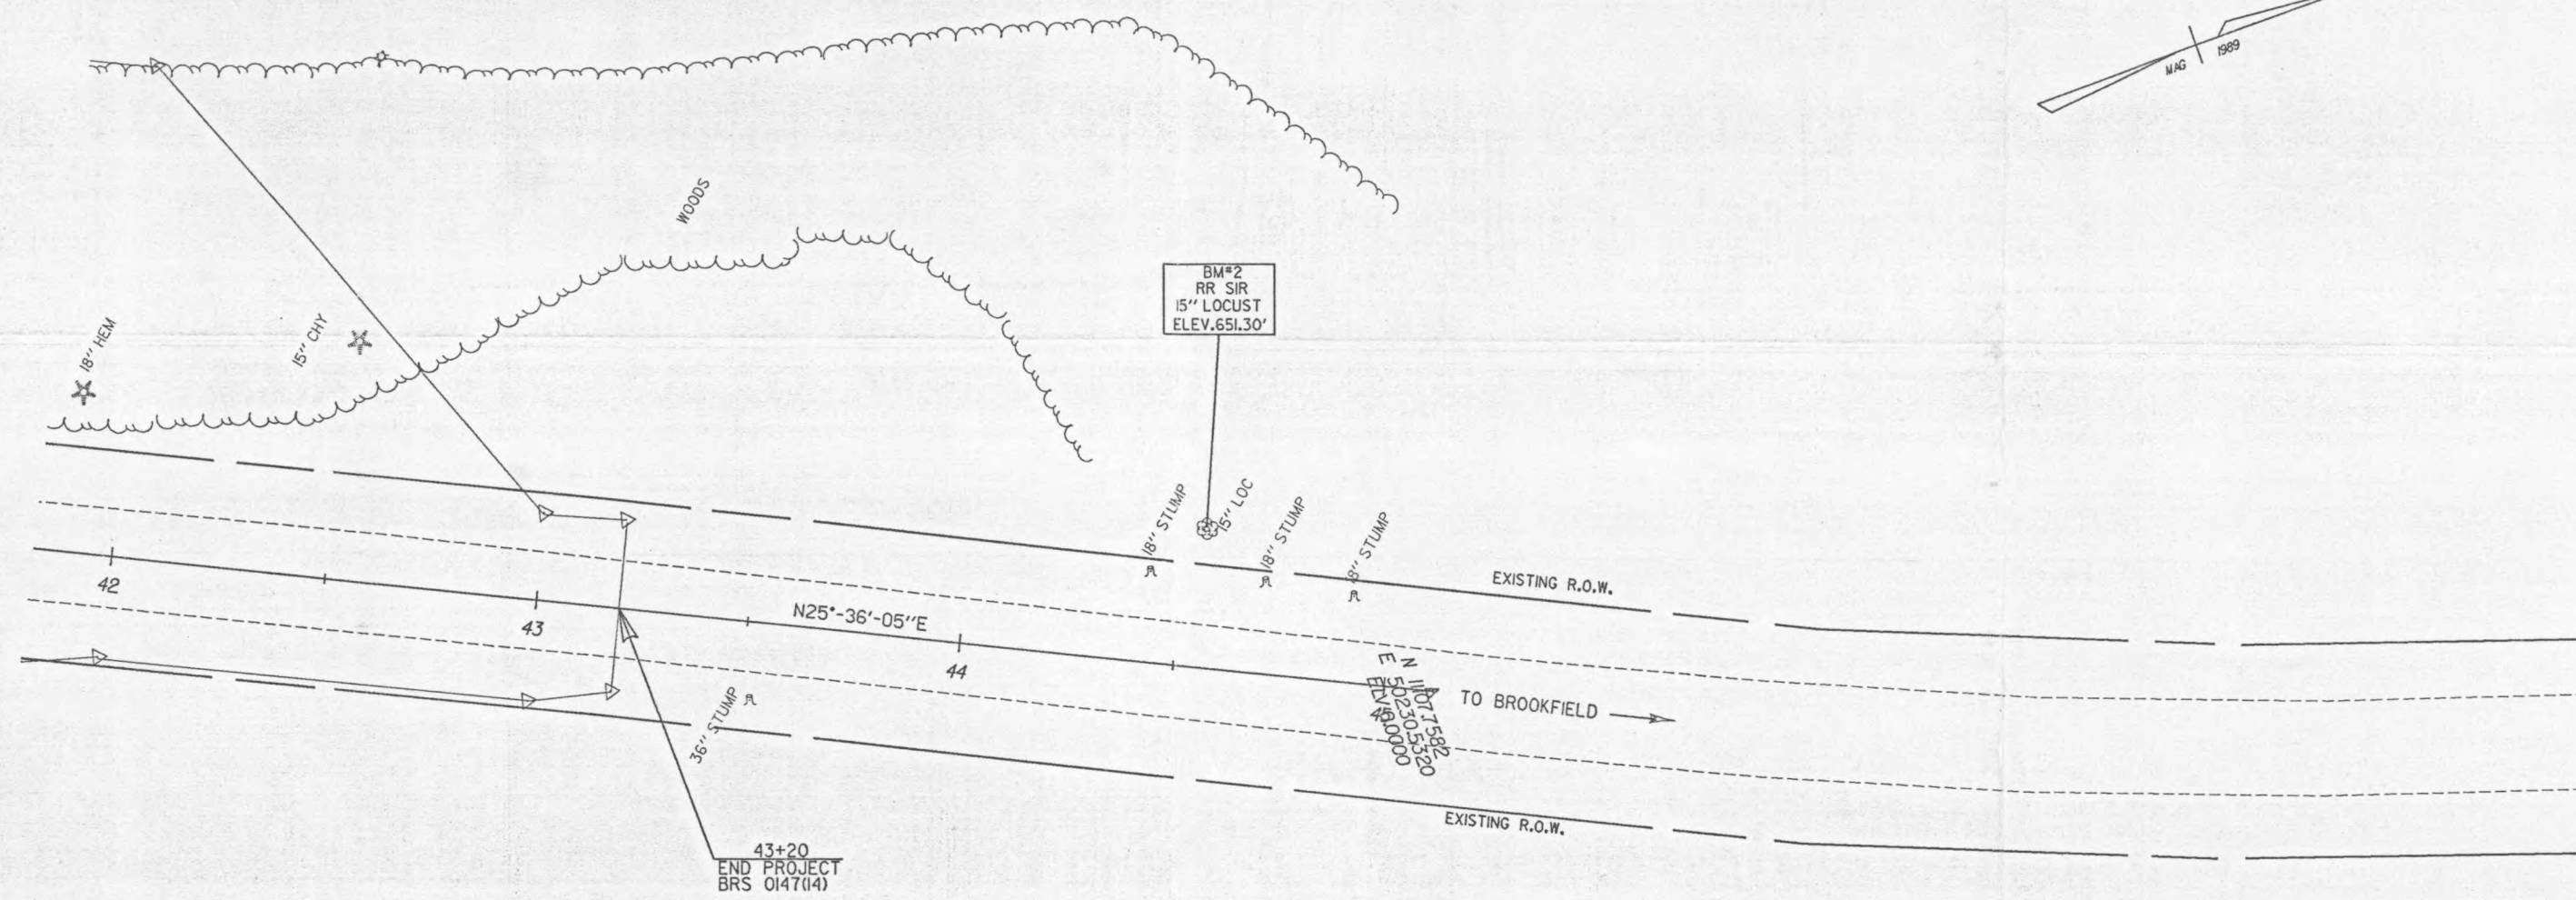 MAG 1989
WOODS
BM#2
RR SIR
15" LOCUST
ELEV.651.30'
18" HEM
15" CHY
18" STUMP
15" LOC
18" STUMP
18" STUMP
EXISTING R.O.W.
42
43
N25°-36'-05"E
44
TO BROOKFIELD
36" STUMP
EXISTING R.O.W.
43+20
END PROJECT
BRS 0147(14)